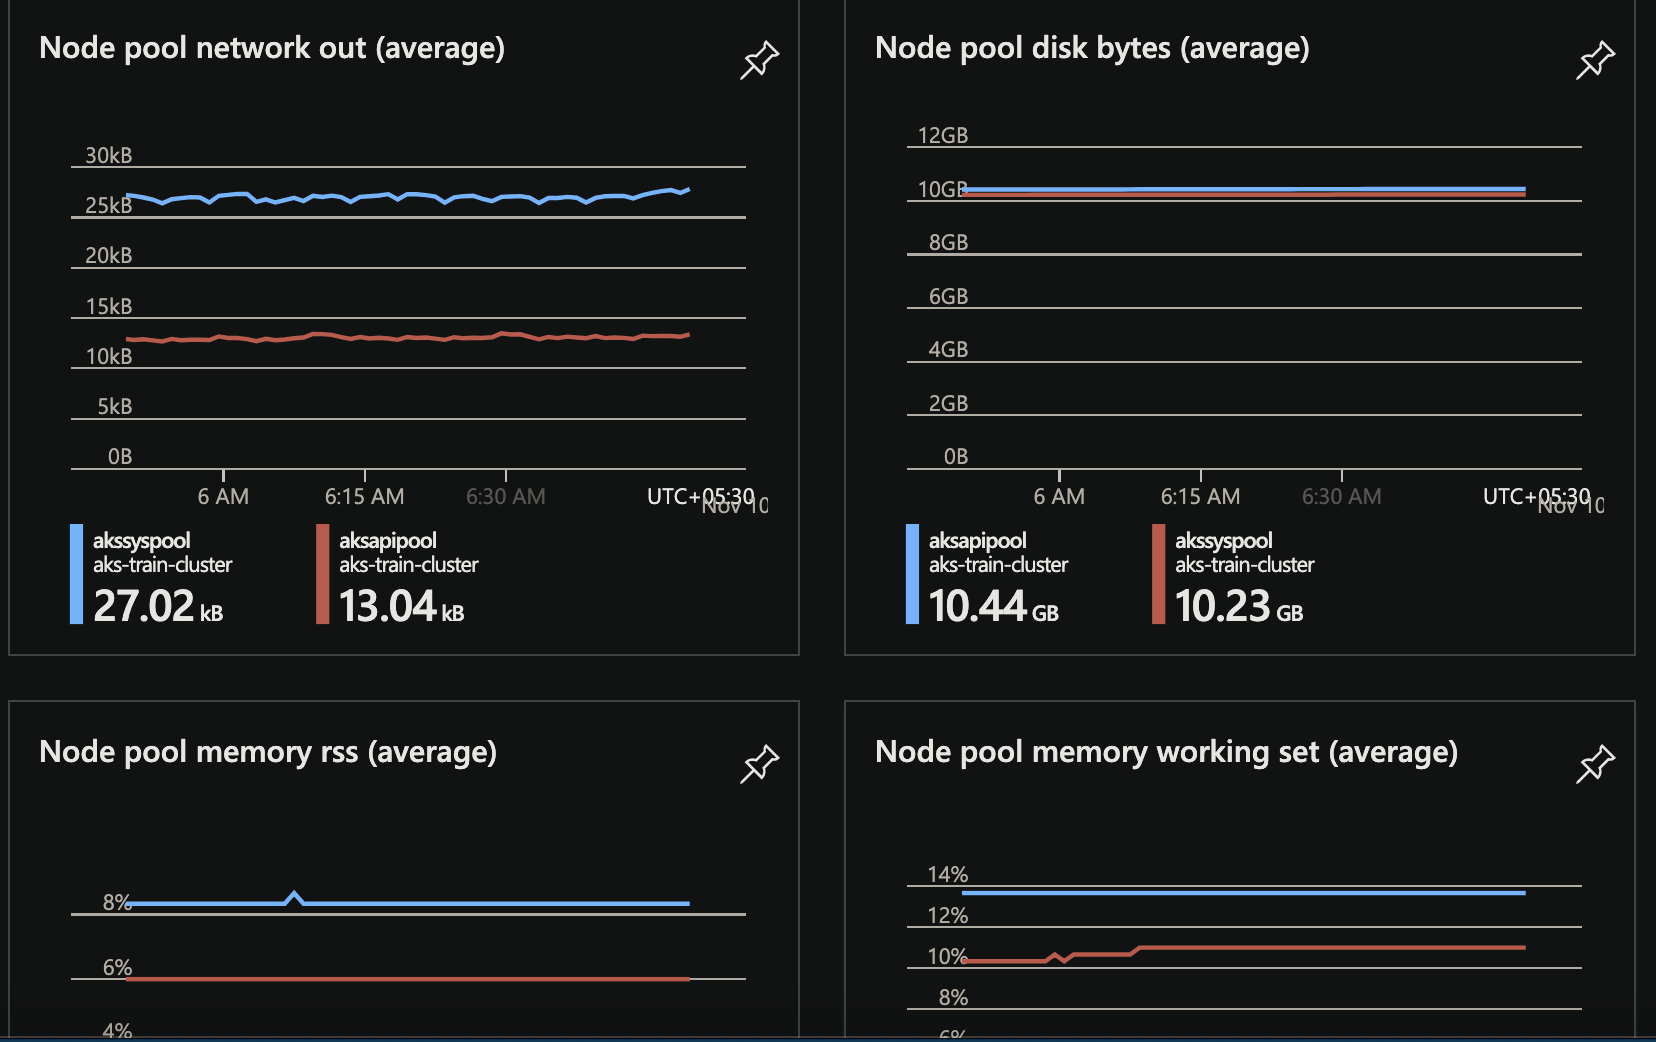 Node pool network out (average)
30kB
25kB
20kB
15kB
10kB
5kB
0B
6 AM
6:15 AM
6:30 AM
UTC+05:30
Nov 10
akssyspool
aks-train-cluster
27.02 kB
aksapipool
aks-train-cluster
13.04 kB
Node pool disk bytes (average)
12GB
10GB
8GB
6GB
4GB
2GB
0B
6 AM
6:15 AM
6:30 AM
UTC+05:30
Nov 10
aksapipool
aks-train-cluster
10.44 GB
akssyspool
aks-train-cluster
10.23 GB
Node pool memory rss (average)
8%
6%
4%
Node pool memory working set (average)
14%
12%
10%
8%
6%